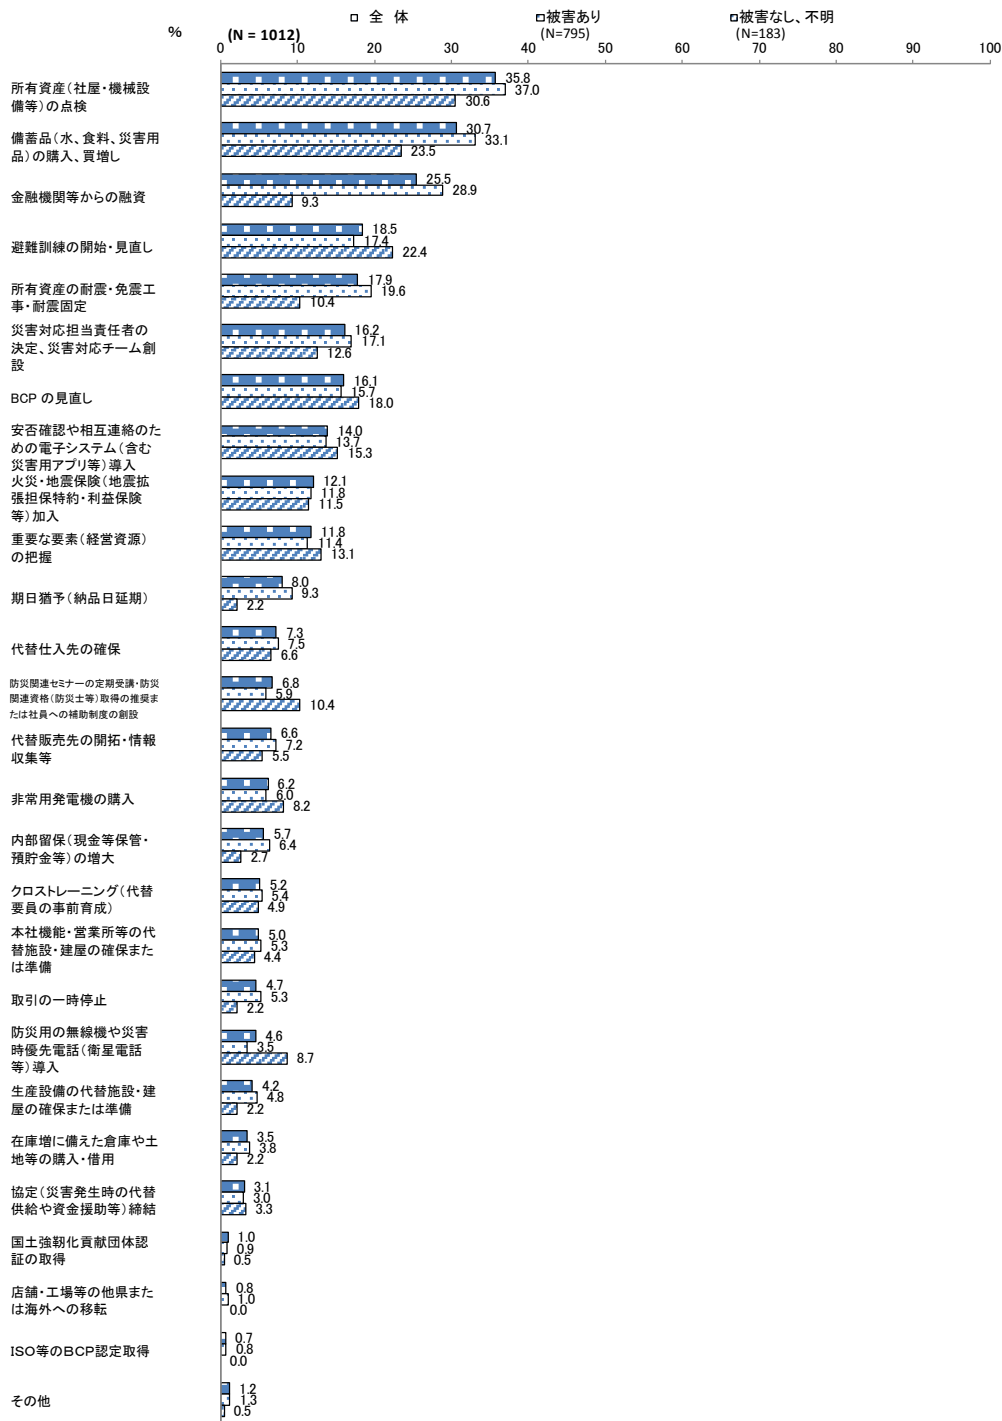 全 体 被害あり 被害なし、不明
% (N = 1012) (N=795) (N=183)
0 10 20 30 40 50 60 70 80 90 100
所有資産(社屋・機械設
備等)の点検
35.8
37.0
30.6
備蓄品(水、食料、災害用
品)の購入、買増し
30.7
33.1
23.5
金融機関等からの融資
25.5
28.9
9.3
避難訓練の開始・見直し
18.5
17.4
22.4
所有資産の耐震・免震工
事・耐震固定
17.9
19.6
10.4
災害対応担当責任者の
決定、災害対応チーム創
設
16.2
17.1
12.6
BCP の見直し
16.1
15.7
18.0
安否確認や相互連絡のた
めの電子システム(含む
災害用アプリ等)導入
14.0
13.7
15.3
火災・地震保険(地震拡
張担保特約・利益保険
等)加入
12.1
11.8
11.5
重要な要素(経営資源)
の把握
11.8
11.4
13.1
期日猶予(納品日延期)
8.0
9.3
2.2
代替仕入先の確保
7.3
7.5
6.6
防災関連セミナーの定期受講・防災
関連資格(防災士等)取得の推奨ま
たは社員への補助制度の創設
6.8
5.9
10.4
代替販売先の開拓・情報
収集等
6.6
7.2
5.5
非常用発電機の購入
6.2
6.0
8.2
内部留保(現金等保管・
預貯金等)の増大
5.7
6.4
2.7
クロストレーニング(代替
要員の事前育成)
5.2
5.4
4.9
本社機能・営業所等の代
替施設・建屋の確保また
は準備
5.0
5.3
4.4
取引の一時停止
4.7
5.3
2.2
防災用の無線機や災害
時優先電話(衛星電話
等)導入
4.6
3.5
8.7
生産設備の代替施設・建
屋の確保または準備
4.2
4.8
2.2
在庫増に備えた倉庫や土
地等の購入・借用
3.5
3.8
2.2
協定(災害発生時の代替
供給や資金援助等)締結
3.1
3.0
3.3
国土強靭化貢献団体認
証の取得
1.0
0.9
0.5
店舗・工場等の他県また
は海外への移転
0.8
1.0
0.0
ISO等のBCP認定取得
0.7
0.8
0.0
その他
1.2
1.3
0.5